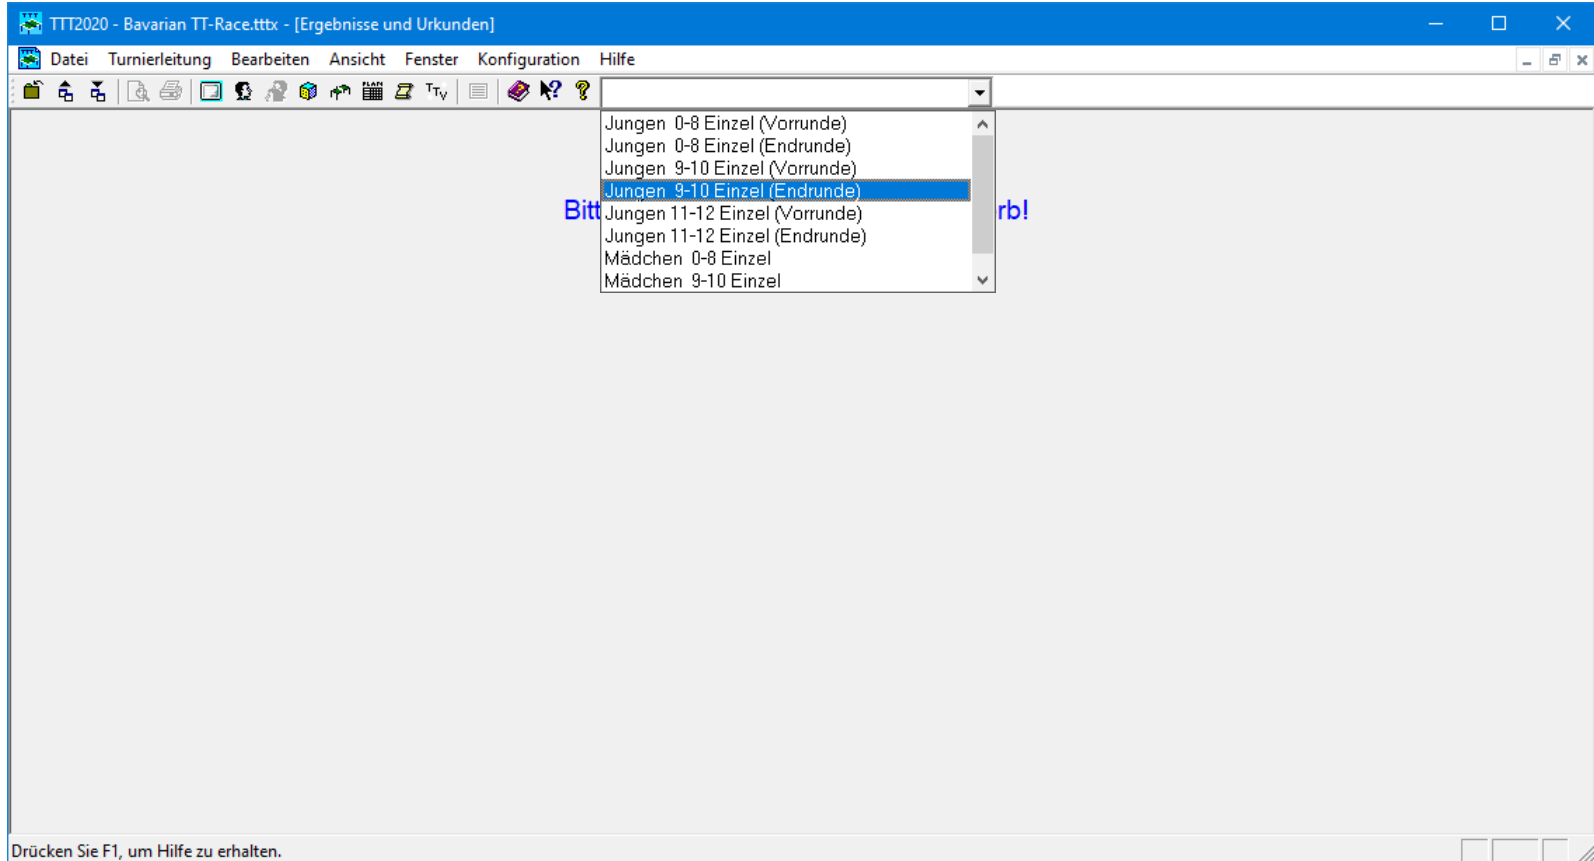 TTT2020 - Bavarian TT-Race.tttx - [Ergebnisse und Urkunden]
Datei Turnierleitung Bearbeiten Ansicht Fenster Konfiguration Hilfe
Jungen 0-8 Einzel (Vorrunde)
Jungen 0-8 Einzel (Endrunde)
Jungen 9-10 Einzel (Vorrunde)
Jungen 9-10 Einzel (Endrunde)
Bitt rb!
Jungen 11-12 Einzel (Vorrunde)
Jungen 11-12 Einzel (Endrunde)
Mädchen 0-8 Einzel
Mädchen 9-10 Einzel
Drücken Sie F1, um Hilfe zu erhalten.